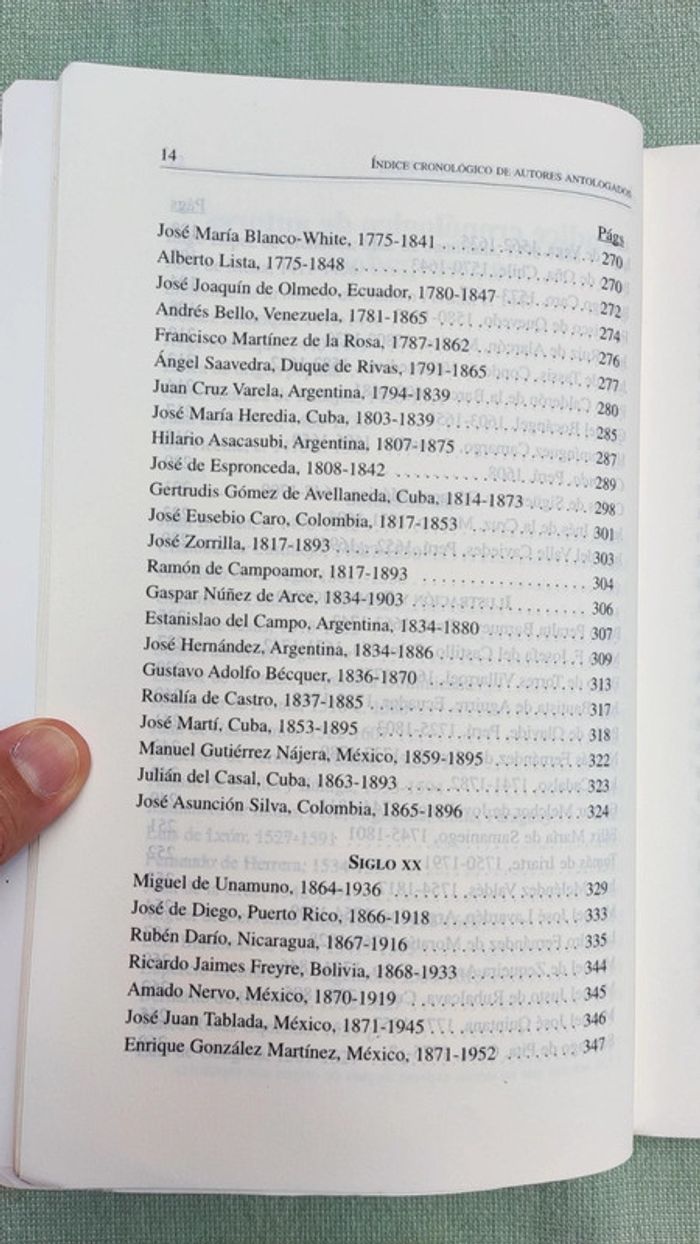 14
ÍNDICE CRONOLÓGICO DE AUTORES ANTOLOGADOS
Págs
José María Blanco-White, 1775-1841 . . . . . . . . . . . . . . . 270
Alberto Lista, 1775-1848 . . . . . . . . . . . . . . . 270
José Joaquín de Olmedo, Ecuador, 1780-1847 . . . . . . . . . . 272
Andrés Bello, Venezuela, 1781-1865 . . . . . . . . . . . . . . . 274
Francisco Martínez de la Rosa, 1787-1862 . . . . . . . . . . . . 276
Ángel Saavedra, Duque de Rivas, 1791-1865 . . . . . . . . . . . 277
Juan Cruz Varela, Argentina, 1794-1839 . . . . . . . . . . . . . 280
José María Heredia, Cuba, 1803-1839 . . . . . . . . . . . . . . 285
Hilario Asacasubi, Argentina, 1807-1875 . . . . . . . . . . . . 287
José de Espronceda, 1808-1842 . . . . . . . . . . . . . . . 289
Gertrudis Gómez de Avellaneda, Cuba, 1814-1873 . . . . . . . . 298
José Eusebio Caro, Colombia, 1817-1853 . . . . . . . . . . . . 301
José Zorrilla, 1817-1893 . . . . . . . . . . . . . . . 303
Ramón de Campoamor, 1817-1893 . . . . . . . . . . . . . . . 304
Gaspar Núñez de Arce, 1834-1903 . . . . . . . . . . . . . . . 306
Estanislao del Campo, Argentina, 1834-1880 . . . . . . . . . . 307
José Hernández, Argentina, 1834-1886 . . . . . . . . . . . . . 309
Gustavo Adolfo Bécquer, 1836-1870 . . . . . . . . . . . . . . 313
Rosalía de Castro, 1837-1885 . . . . . . . . . . . . . . . 317
José Martí, Cuba, 1853-1895 . . . . . . . . . . . . . . . 318
Manuel Gutiérrez Nájera, México, 1859-1895 . . . . . . . . . . 322
Julián del Casal, Cuba, 1863-1893 . . . . . . . . . . . . . . . 323
José Asunción Silva, Colombia, 1865-1896 . . . . . . . . . . . 324
SIGLO XX
Miguel de Unamuno, 1864-1936 . . . . . . . . . . . . . . . 329
José de Diego, Puerto Rico, 1866-1918 . . . . . . . . . . . . . 333
Rubén Darío, Nicaragua, 1867-1916 . . . . . . . . . . . . . . . 335
Ricardo Jaimes Freyre, Bolivia, 1868-1933 . . . . . . . . . . . 344
Amado Nervo, México, 1870-1919 . . . . . . . . . . . . . . . 345
José Juan Tablada, México, 1871-1945 . . . . . . . . . . . . . 346
Enrique González Martínez, México, 1871-1952 . . . . . . . . 347